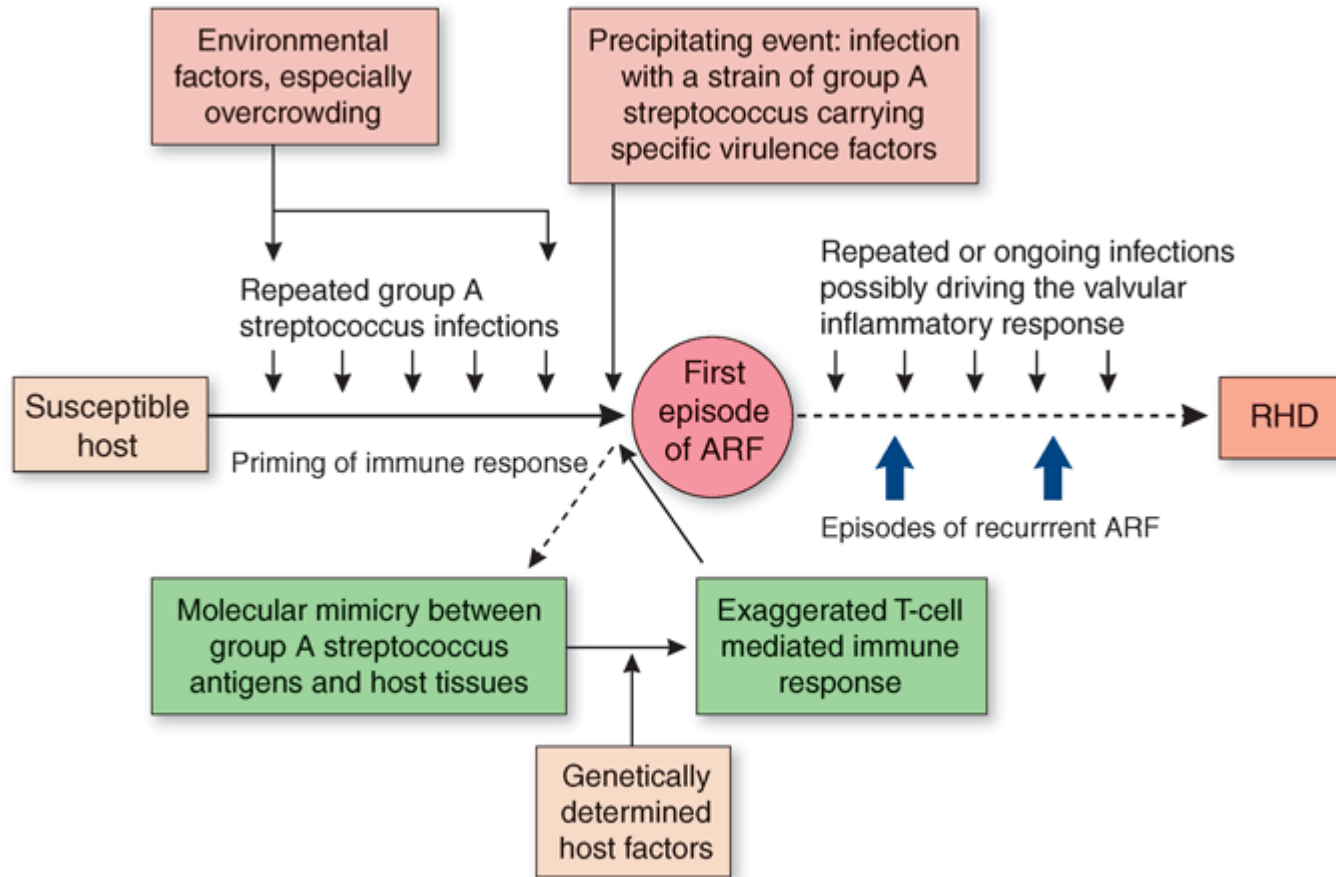 Environmental
factors, especially
overcrowding
Precipitating event: infection
with a strain of group A
streptococcus carrying
specific virulence factors
Repeated group A
streptococcus infections
Repeated or ongoing infections
possibly driving the valvular
inflammatory response
Susceptible
host
Priming of immune response
First
episode
of ARF
RHD
Episodes of recurrrent ARF
Molecular mimicry between
group A streptococcus
antigens and host tissues
Exaggerated T-cell
mediated immune
response
Genetically
determined
host factors